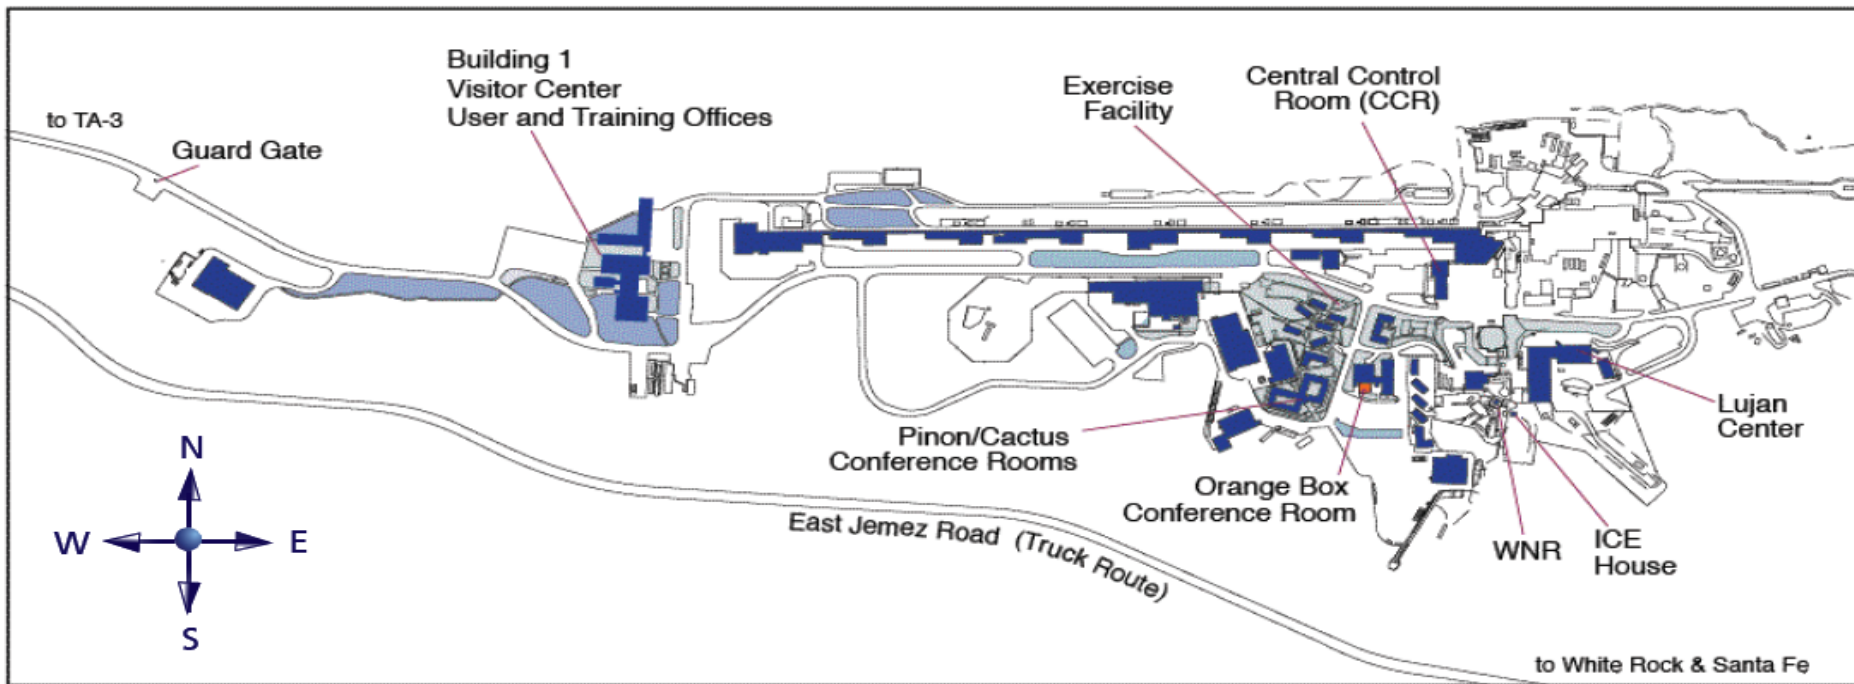 to TA-3
Guard Gate
Building 1
Visitor Center
User and Training Offices
Exercise
Facility
Central Control
Room (CCR)
Pinon/Cactus
Conference Rooms
Orange Box
Conference Room
WNR
ICE
House
Lujan
Center
N
W
E
S
East Jemez Road (Truck Route)
to White Rock & Santa Fe